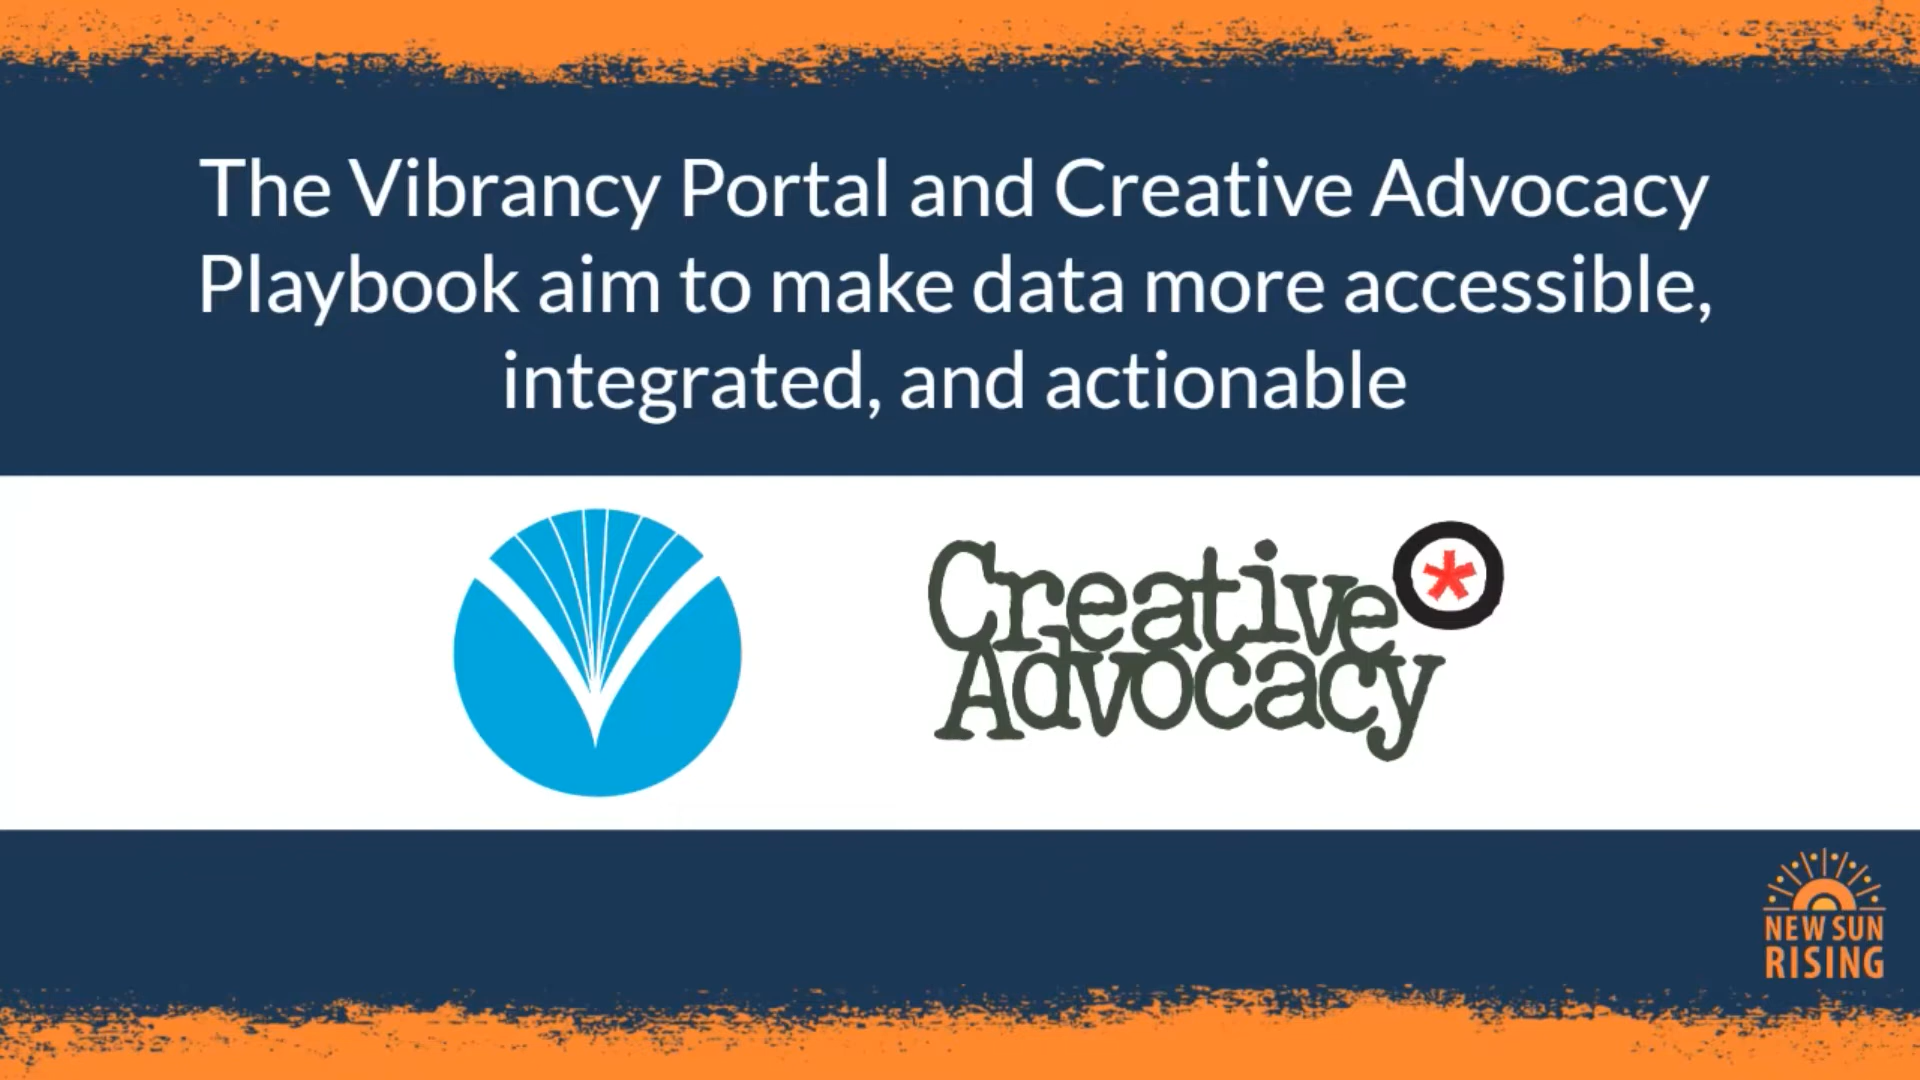 The Vibrancy Portal and Creative Advocacy
Playbook aim to make data more accessible,
integrated, and actionable
Creative
Advocacy
NEW SUN
RISING